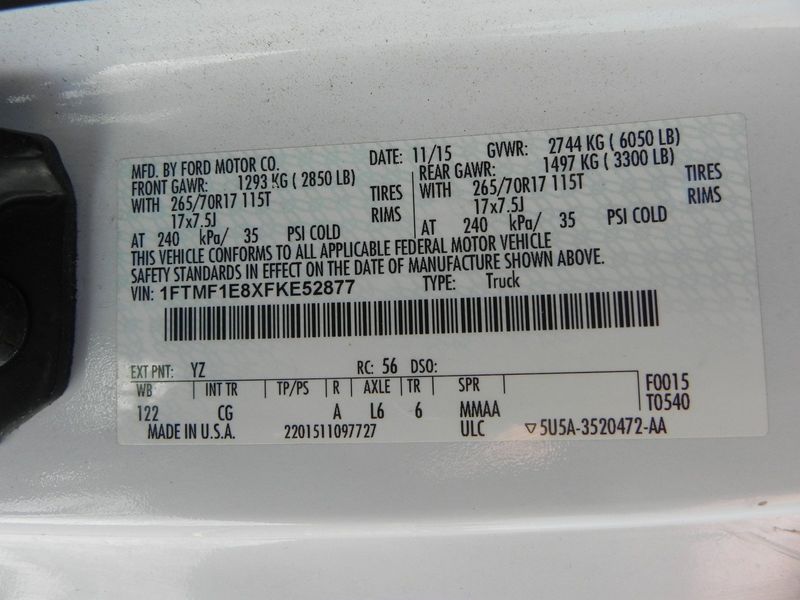 MFD. BY FORD MOTOR CO. DATE: 11/15 GVWR: 2744 KG (6050 LB)
FRONT GAWR: 1293 KG (2850 LB) REAR GAWR: 1497 KG (3300 LB)
WITH 265/70R17 115T TIRES WITH 265/70R17 115T TIRES
17x7.5J RIMS 17x7.5J RIMS
AT 240 kPa/ 35 PSI COLD AT 240 kPa/ 35 PSI COLD
THIS VEHICLE CONFORMS TO ALL APPLICABLE FEDERAL MOTOR VEHICLE
SAFETY STANDARDS IN EFFECT ON THE DATE OF MANUFACTURE SHOWN ABOVE.
VIN: 1FTMF1E8XFKE52877 TYPE: Truck
EXT PNT: YZ RC: 56 DSO:
WB INT TR TP/PS R AXLE TR SPR F0015
122 CG A L6 6 MMAA T0540
MADE IN U.S.A. 2201511097727 ULC ▽5U5A-3520472-AA